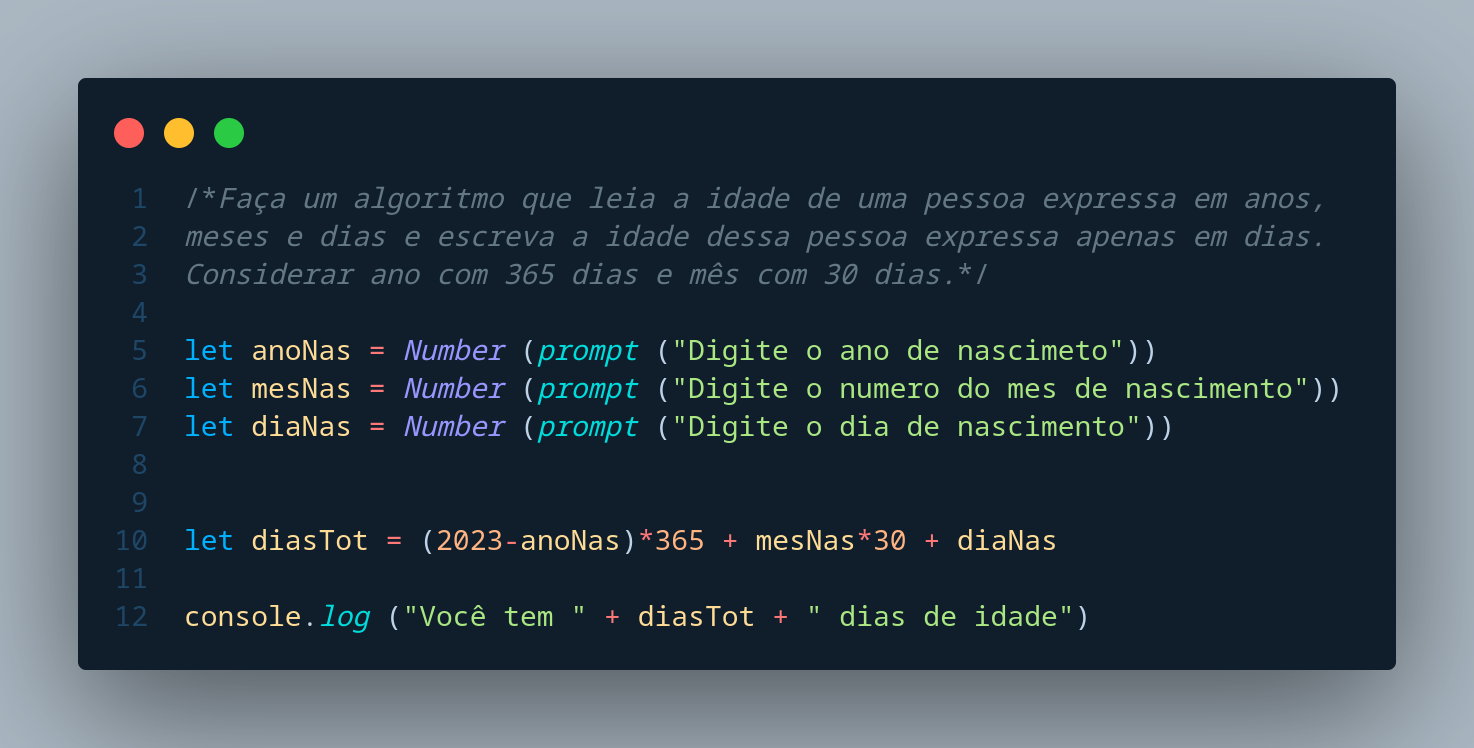 1 /*Faça um algoritmo que leia a idade de uma pessoa expressa em anos,
2 meses e dias e escreva a idade dessa pessoa expressa apenas em dias.
3 Considerar ano com 365 dias e mês com 30 dias.*/
4
5 let anoNas = Number (prompt ("Digite o ano de nascimeto"))
6 let mesNas = Number (prompt ("Digite o numero do mes de nascimento"))
7 let diaNas = Number (prompt ("Digite o dia de nascimento"))
8
9
10 let diasTot = (2023-anoNas)*365 + mesNas*30 + diaNas
11
12 console.log ("Você tem " + diasTot + " dias de idade")